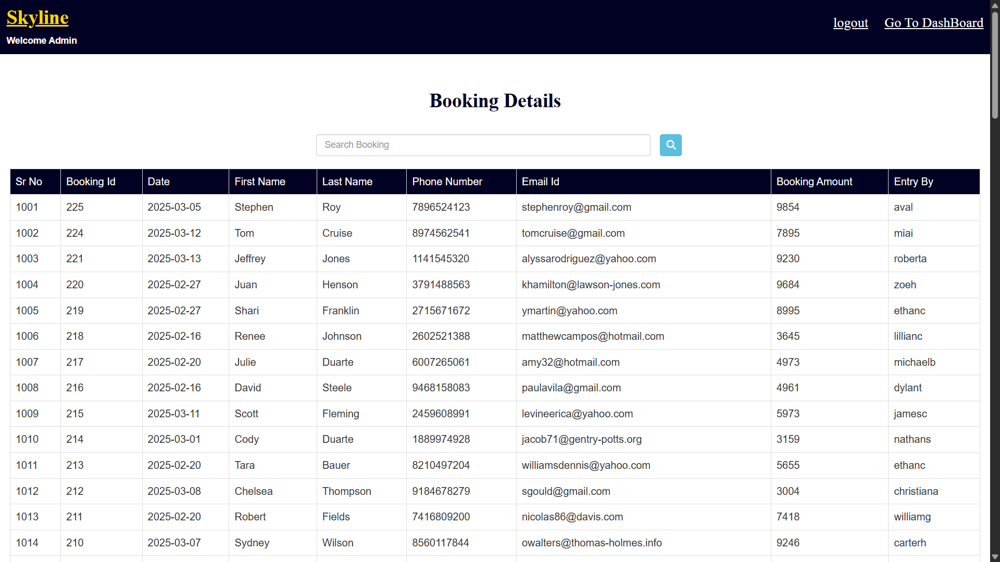 Skyline
Welcome Admin
logout Go To DashBoard
Booking Details
Search Booking
Sr No Booking Id Date First Name Last Name Phone Number Email Id Booking Amount Entry By
1001 225 2025-03-05 Stephen Roy 7896524123 stephenroy@gmail.com 9854 aval
1002 224 2025-03-12 Tom Cruise 8974562541 tomcruise@gmail.com 7895 miai
1003 221 2025-03-13 Jeffrey Jones 1141545320 alyssarodriguez@yahoo.com 9230 roberta
1004 220 2025-02-27 Juan Henson 3791488563 khamilton@lawson-jones.com 9684 zoeh
1005 219 2025-02-27 Shari Franklin 2715671672 ymartin@yahoo.com 8995 ethanc
1006 218 2025-02-16 Renee Johnson 2602521388 matthewcampos@hotmail.com 3645 lillianc
1007 217 2025-02-20 Julie Duarte 6007265061 amy32@hotmail.com 4973 michaelb
1008 216 2025-02-16 David Steele 9468158083 paulavila@gmail.com 4961 dylant
1009 215 2025-03-11 Scott Fleming 2459608991 levineerica@yahoo.com 5973 jamesc
1010 214 2025-03-01 Cody Duarte 1889974928 jacob71@gentry-potts.org 3159 nathans
1011 213 2025-02-20 Tara Bauer 8210497204 williamsdennis@yahoo.com 5655 ethanc
1012 212 2025-03-08 Chelsea Thompson 9184678279 sgould@gmail.com 3004 christiana
1013 211 2025-02-20 Robert Fields 7416809200 nicolas86@davis.com 7418 williamg
1014 210 2025-03-07 Sydney Wilson 8560117844 owalters@thomas-holmes.info 9246 carterh